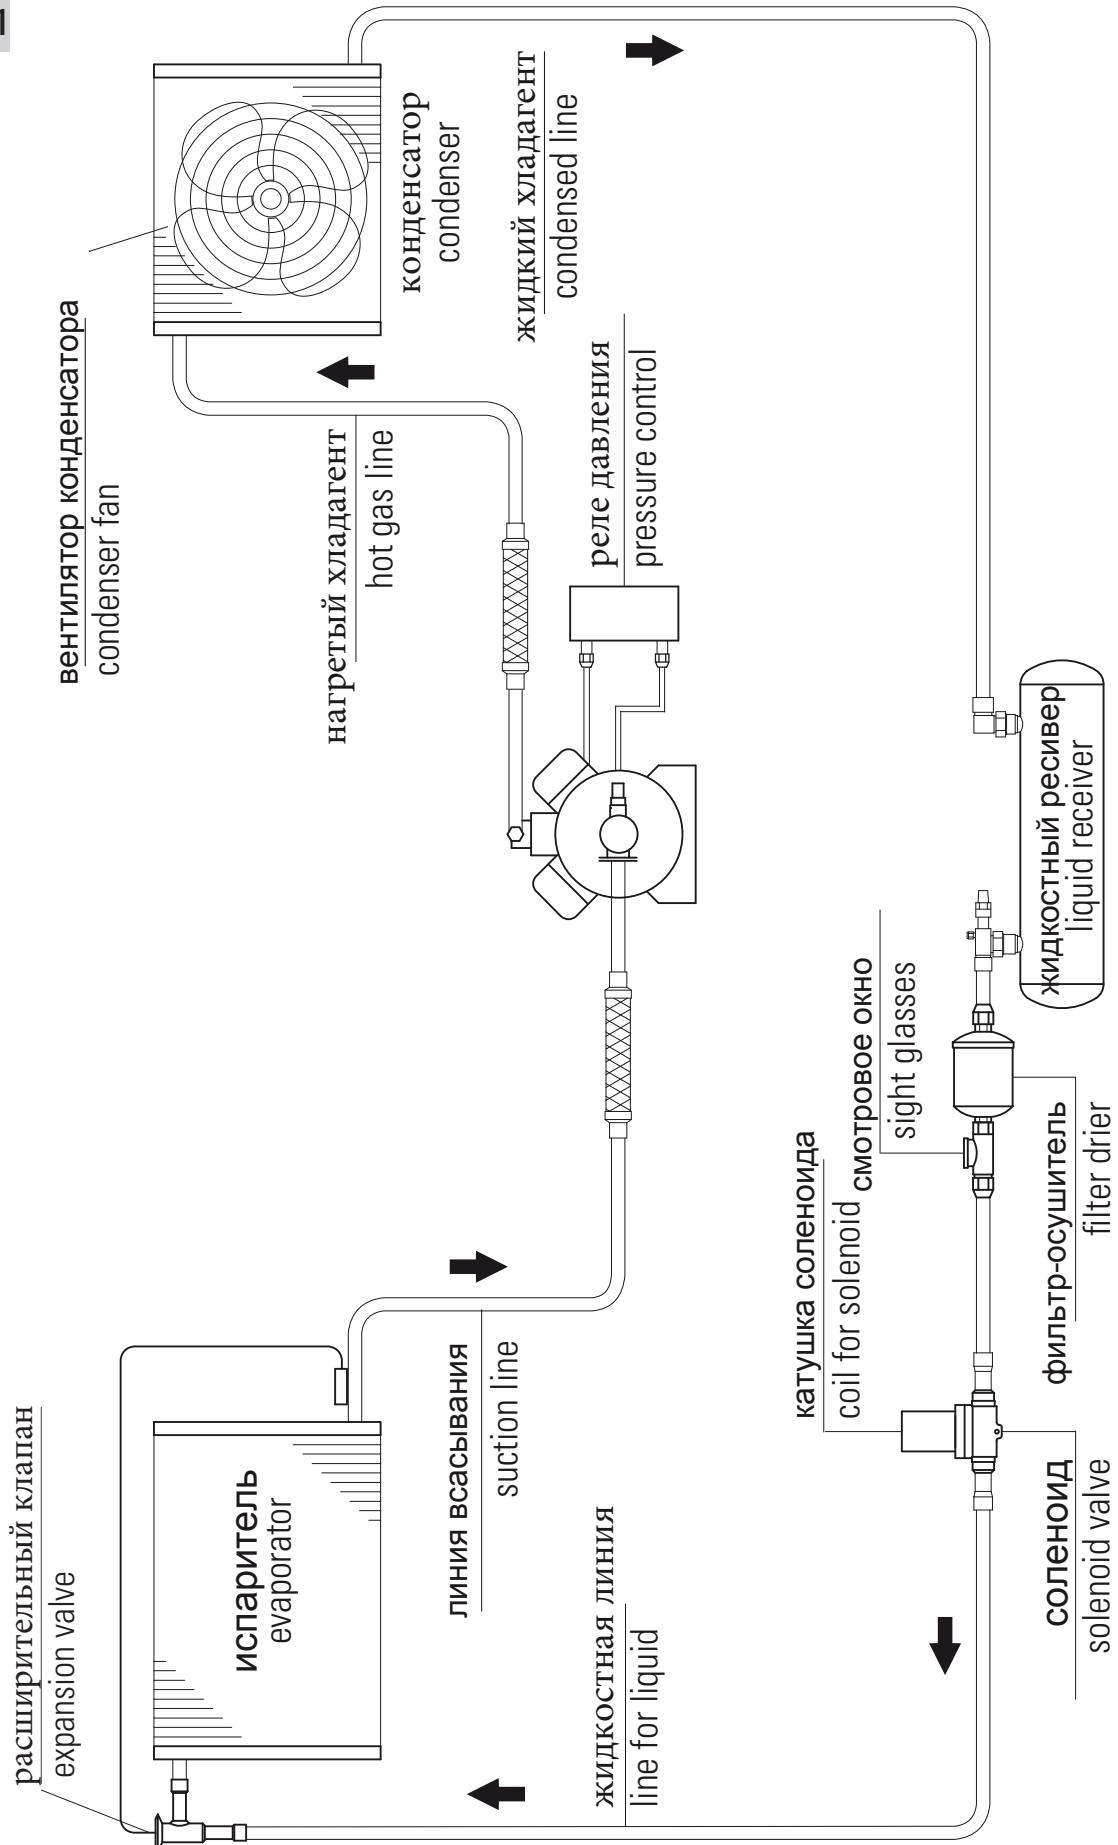 1
вентилятор конденсатора
condenser fan
конденсатор
condenser
жидкий хладагент
condensed line
нагретый хладагент
hot gas line
реле давления
pressure control
расширительный клапан
expansion valve
испаритель
evaporator
линия всасывания
suction line
жидкостная линия
line for liquid
катушка соленоида
coil for solenoid
смотровое окно
sight glasses
жидкостный ресивер
liquid receiver
соленоид
solenoid valve
фильтр-осушитель
filter drier